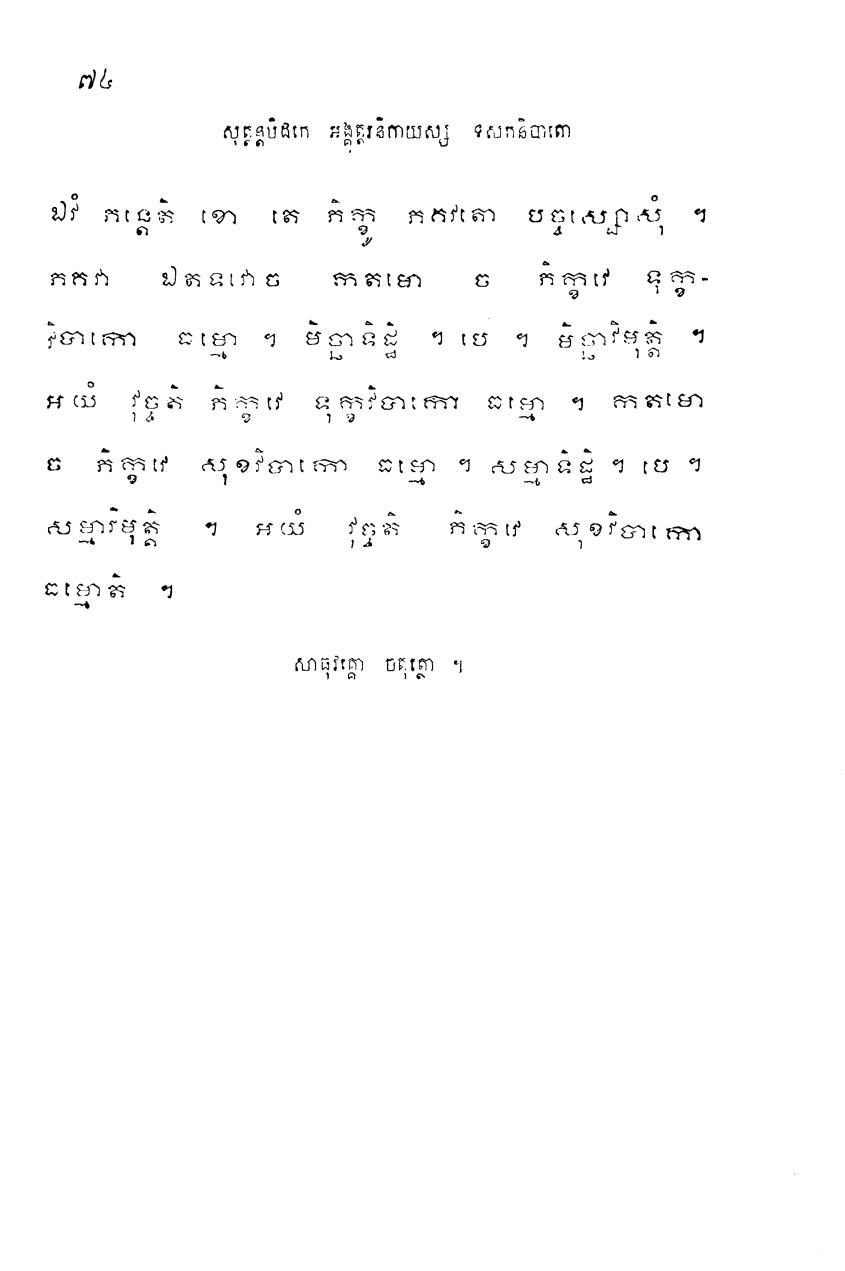 ៧៤
សុត្តន្តបិដកេ អង្គុត្តរនិកាយស្ស ទសកនិបាតោ
ឯវំ ភន្តេតិ ខោ តេ ភិក្ខូ ភគវតោ បច្ចស្សោសុំ ។
ភគវា ឯតទវោច កតមោ ច ភិក្ខវេ ទុក្ខ-
វិបាកោ ធម្មោ ។ មិច្ឆាទិដ្ឋិ ។ បេ ។ មិច្ឆាវិមុត្តិ ។
អយំ វុច្ចតិ ភិក្ខវេ ទុក្ខវិបាកោ ធម្មោ ។ កតមោ
ច ភិក្ខវេ សុខវិបាកោ ធម្មោ ។ សម្មាទិដ្ឋិ ។ បេ ។
សម្មាវិមុត្តិ ។ អយំ វុច្ចតិ ភិក្ខវេ សុខវិបាកោ
ធម្មោតិ ។
សាធុវគ្គោ ចតុត្ថោ ។